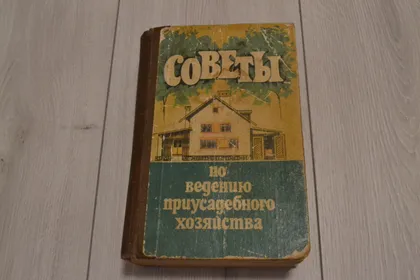 СОВЕТЫ
по
ведению
приусадебного
хозяйства